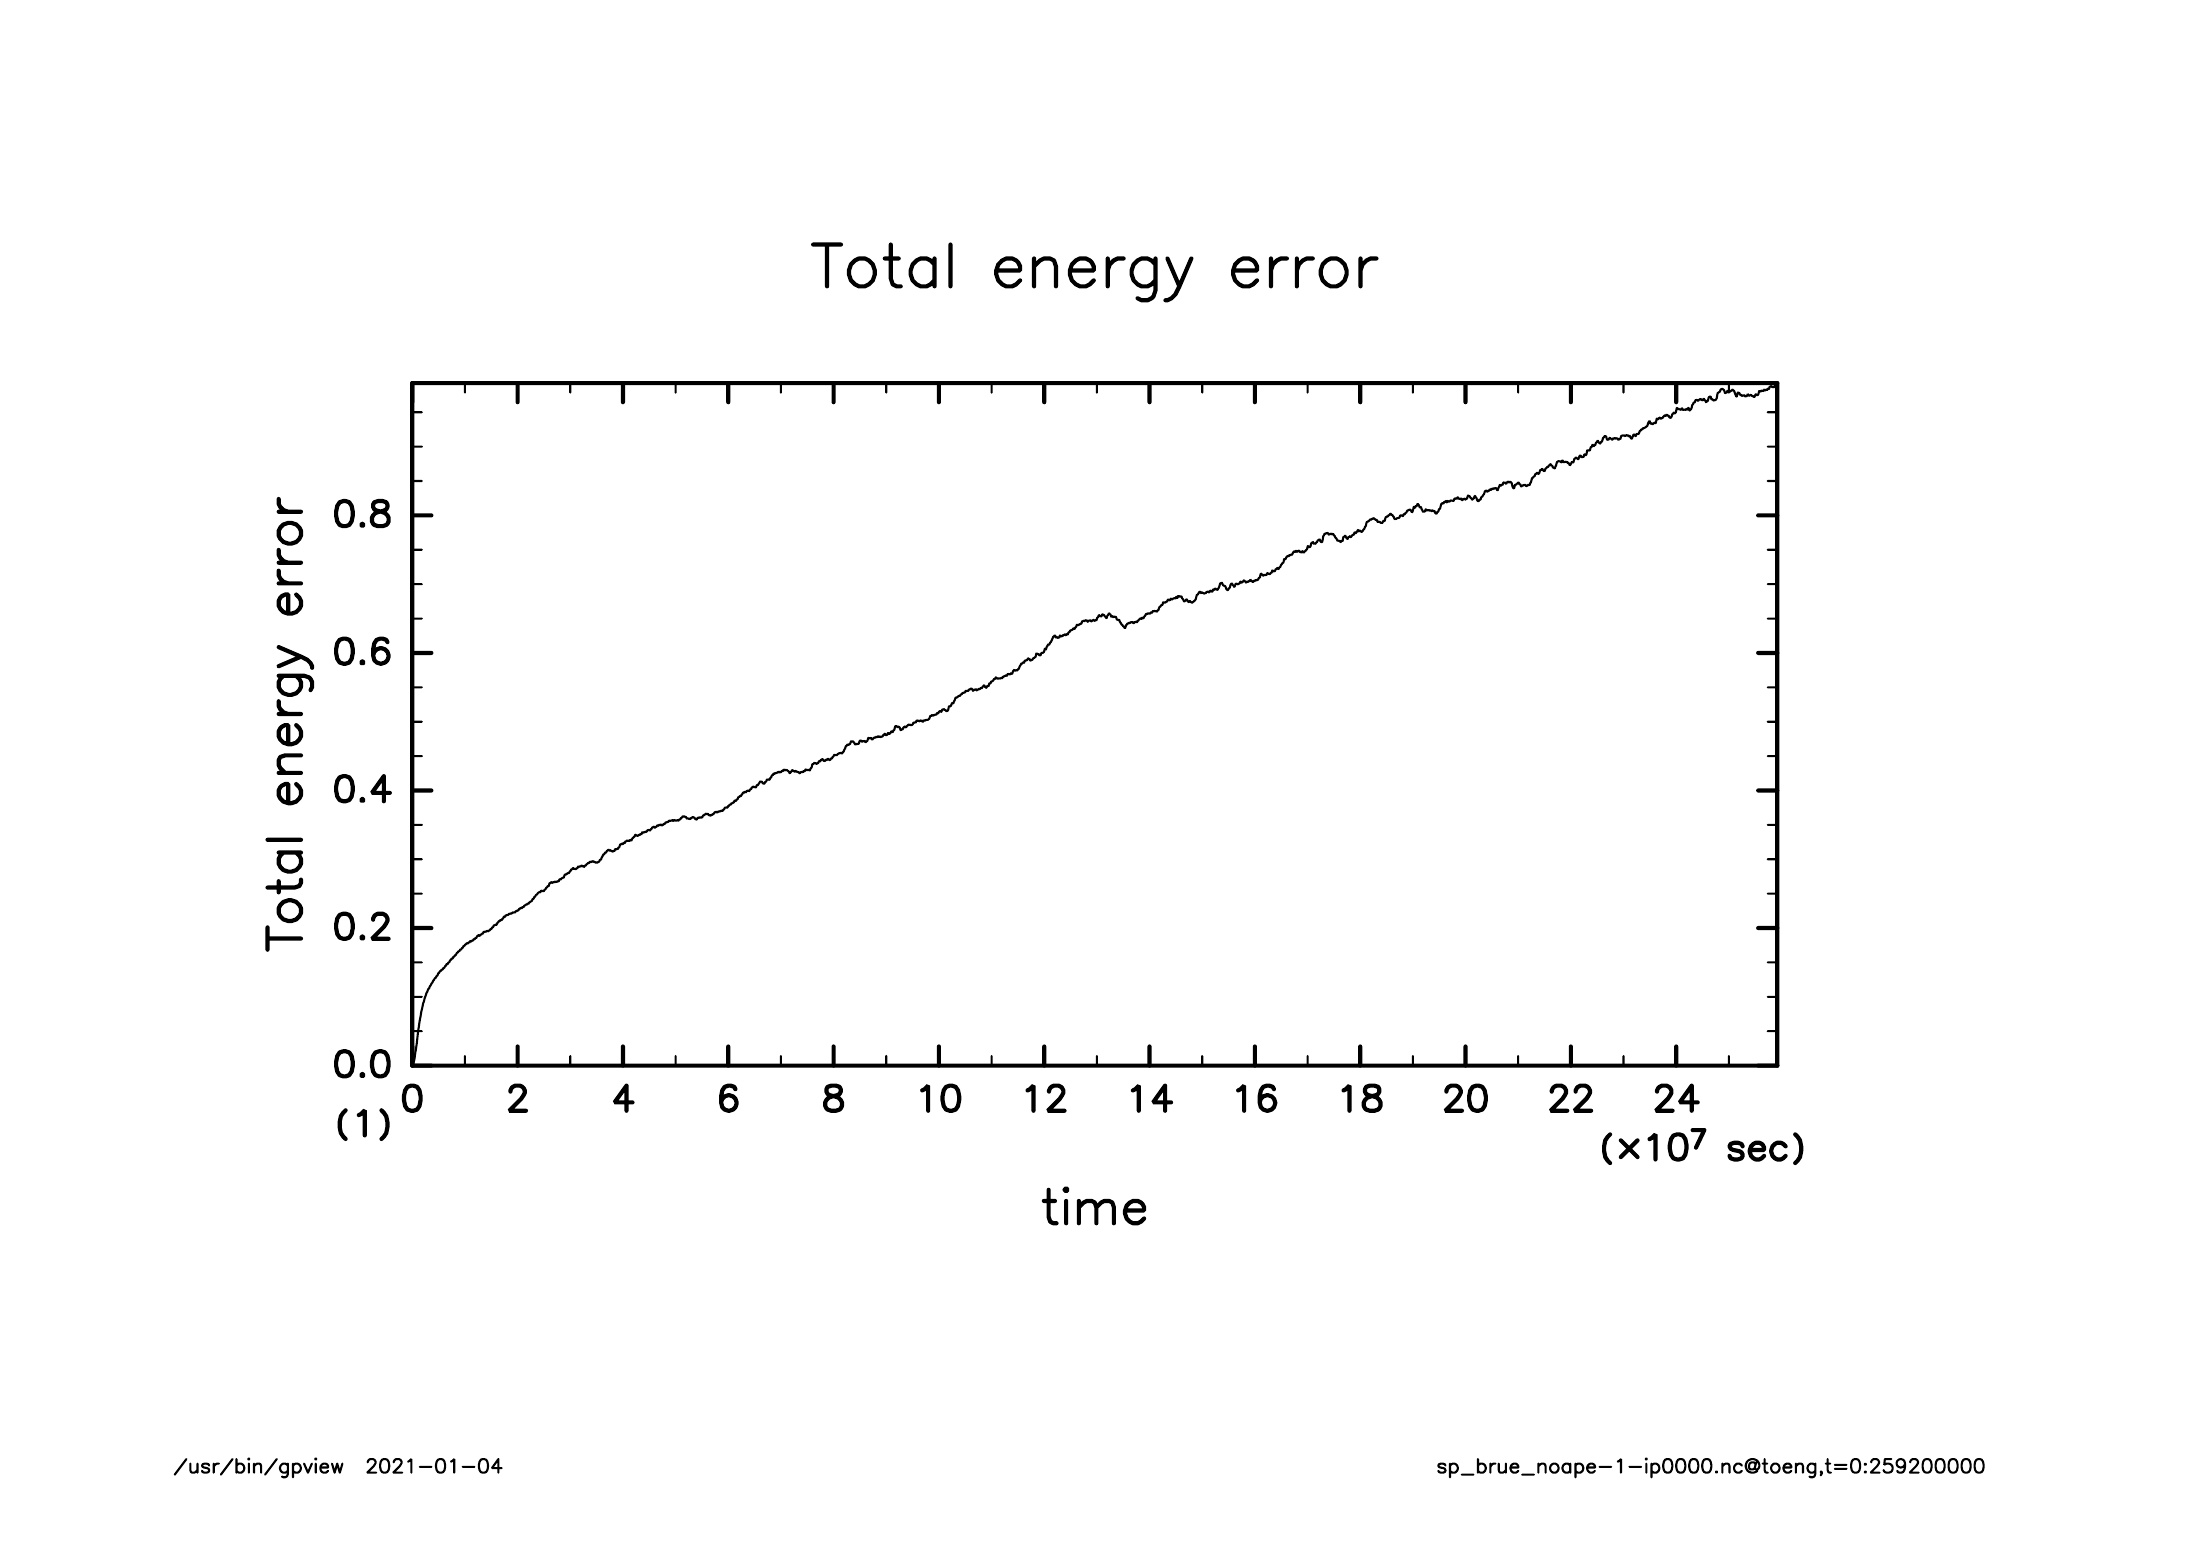 Total energy error
Total energy error
0.8
0.6
0.4
0.2
0.0
(1)
0 2 4 6 8 10 12 14 16 18 20 22 24
(×10⁷ sec)
time
/usr/bin/gpview 2021-01-04
sp_brue_noape-1-ip0000.nc@toeng,t=0:259200000